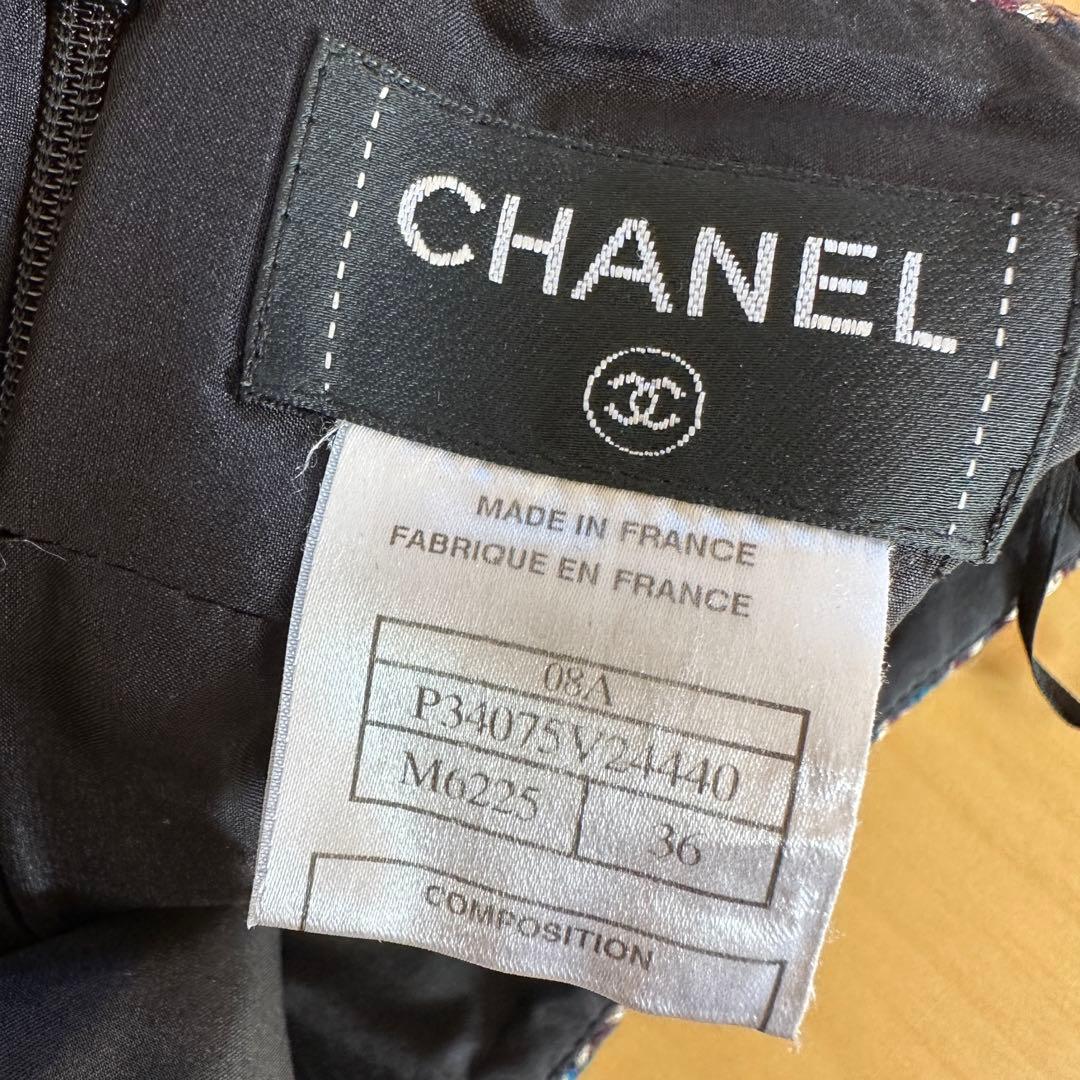 CHANEL
MADE IN FRANCE
FABRIQUE EN FRANCE
08A
P34075V24440
M6225 36
COMPOSITION